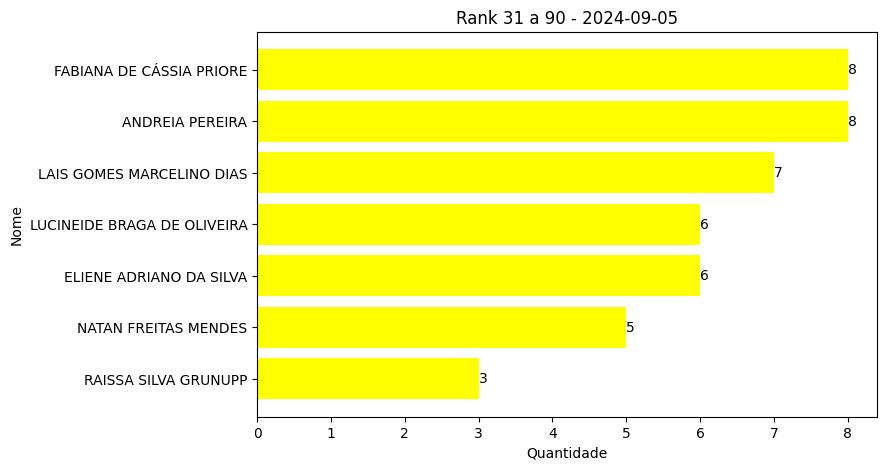 Rank 31 a 90 - 2024-09-05
Nome
FABIANA DE CÁSSIA PRIORE 8
ANDREIA PEREIRA 8
LAIS GOMES MARCELINO DIAS 7
LUCINEIDE BRAGA DE OLIVEIRA 6
ELIENE ADRIANO DA SILVA 6
NATAN FREITAS MENDES 5
RAISSA SILVA GRUNUPP 3
0 1 2 3 4 5 6 7 8
Quantidade